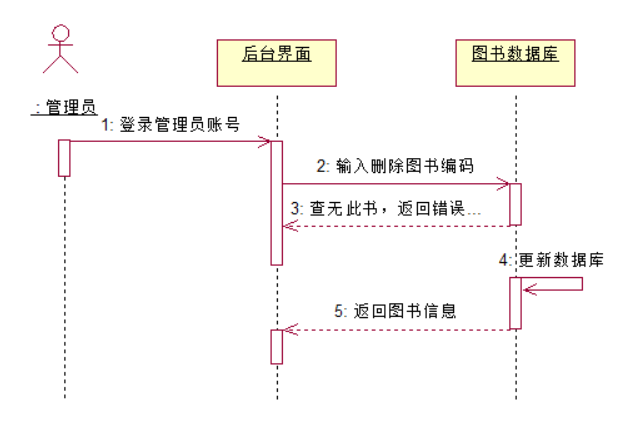 后台界面
图书数据库
: 管理员
1: 登录管理员账号
2: 输入删除图书编码
3: 查无此书，返回错误...
4: 更新数据库
5: 返回图书信息